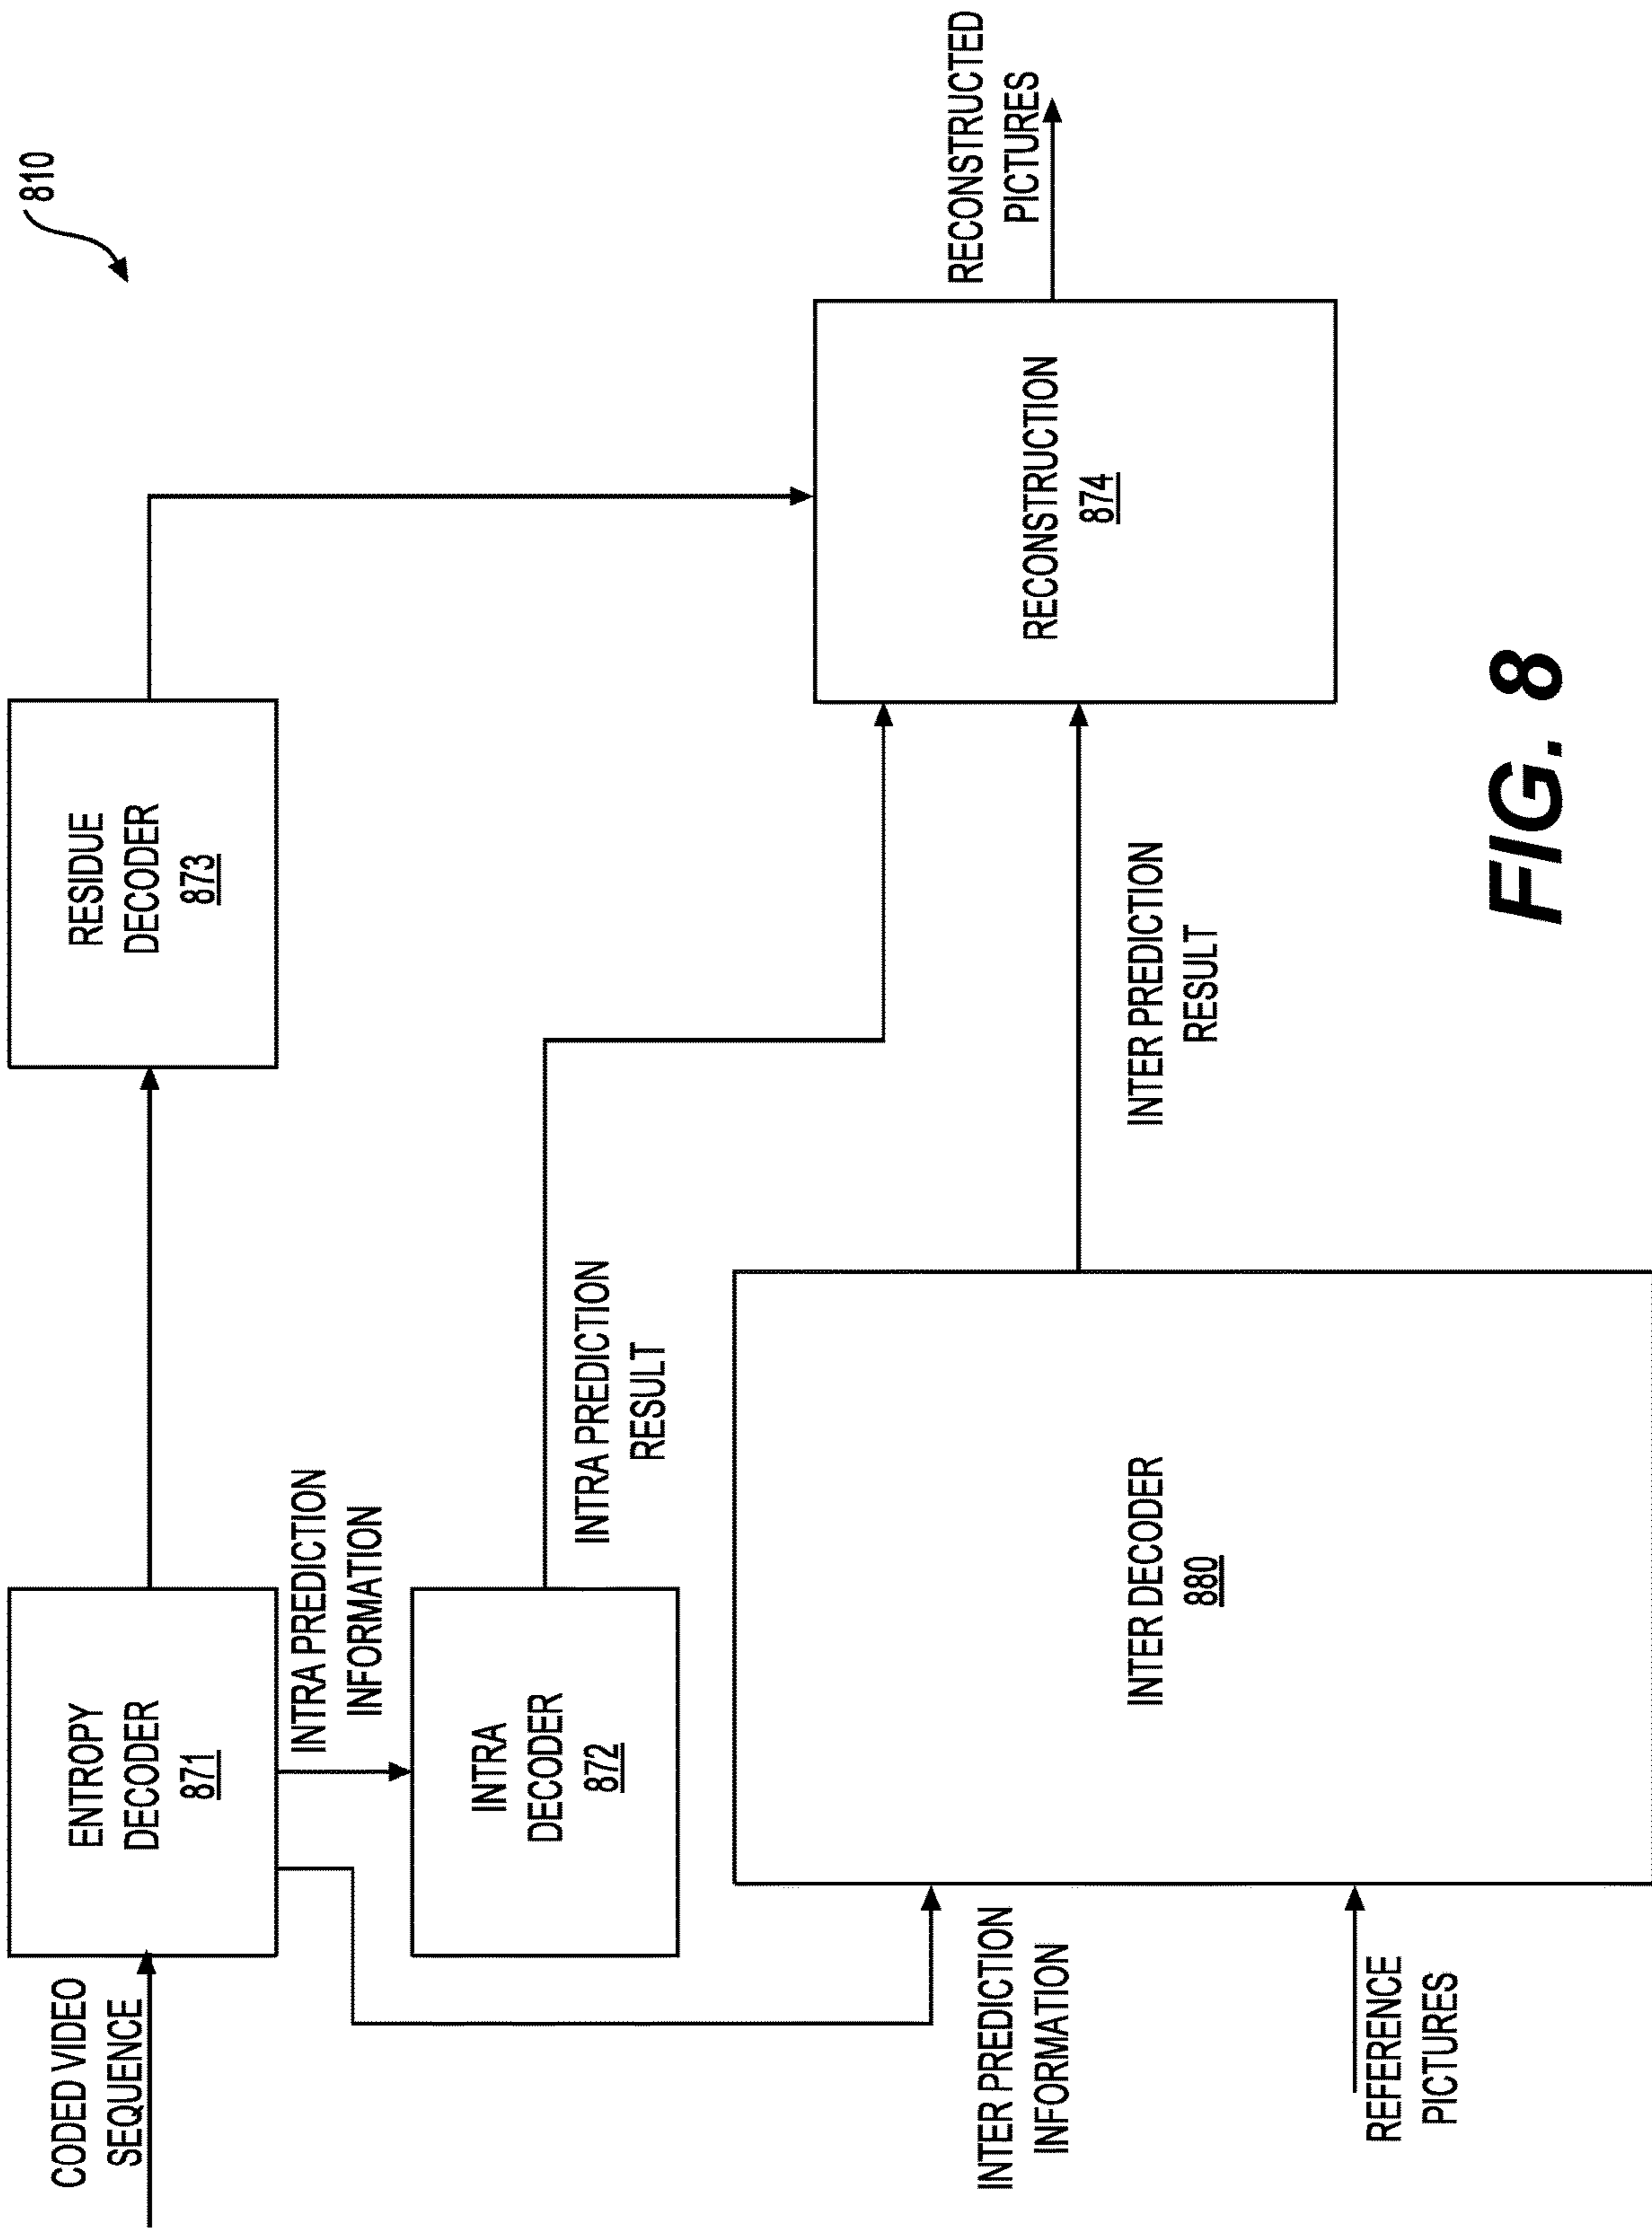 810
CODED VIDEO
SEQUENCE
ENTROPY
DECODER
871
RESIDUE
DECODER
873
INTRA PREDICTION
INFORMATION
INTRA
DECODER
872
INTRA PREDICTION
RESULT
RECONSTRUCTED
PICTURES
RECONSTRUCTION
874
INTER PREDICTION
INFORMATION
INTER DECODER
880
INTER PREDICTION
RESULT
REFERENCE
PICTURES
FIG. 8